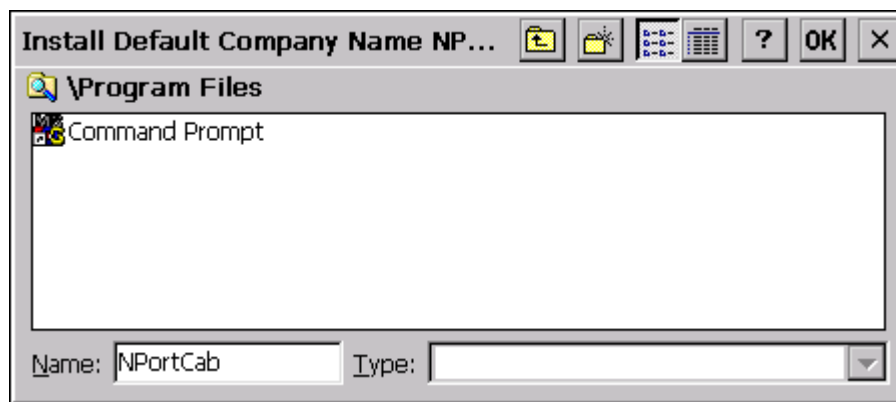 Install Default Company Name NP... ? OK ×
\Program Files
Command Prompt
Name: NPortCab Type: